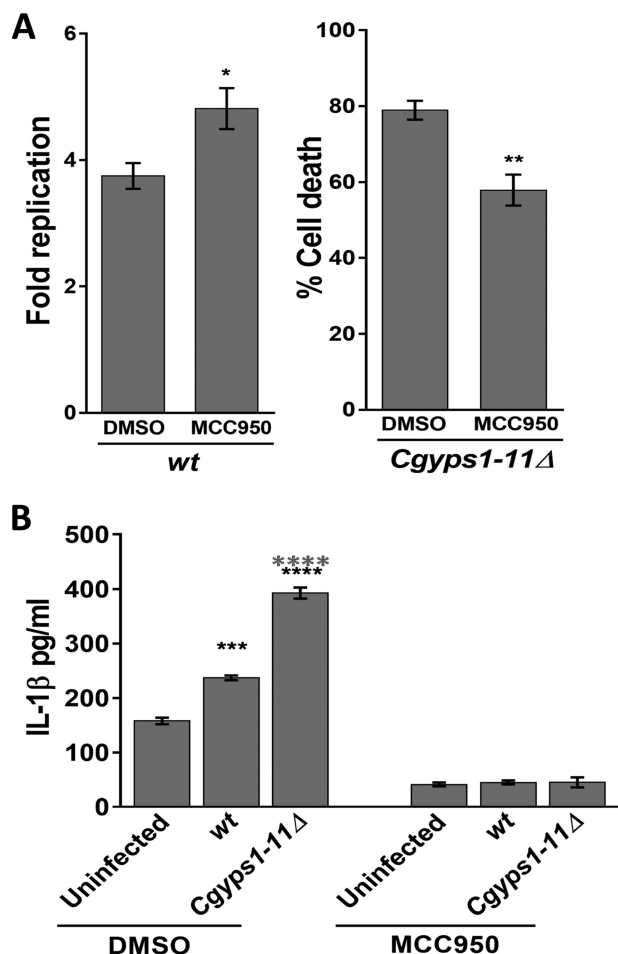 A
Fold replication
6
4
2
0
*
DMSO MCC950
wt
% Cell death
100
80
60
40
20
0
**
DMSO MCC950
Cgyps1-11Δ
B
IL-1β pg/ml
500
400
300
200
100
0
***
****
****
Uninfected
wt
Cgyps1-11Δ
Uninfected
wt
Cgyps1-11Δ
DMSO
MCC950